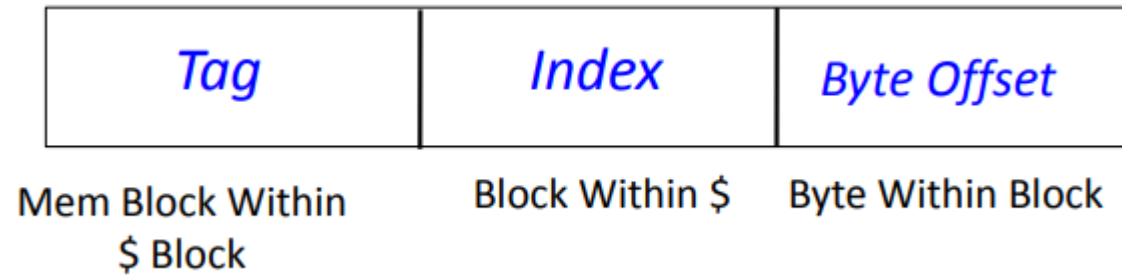 Tag Index Byte Offset
Mem Block Within Block Within $ Byte Within Block
$ Block